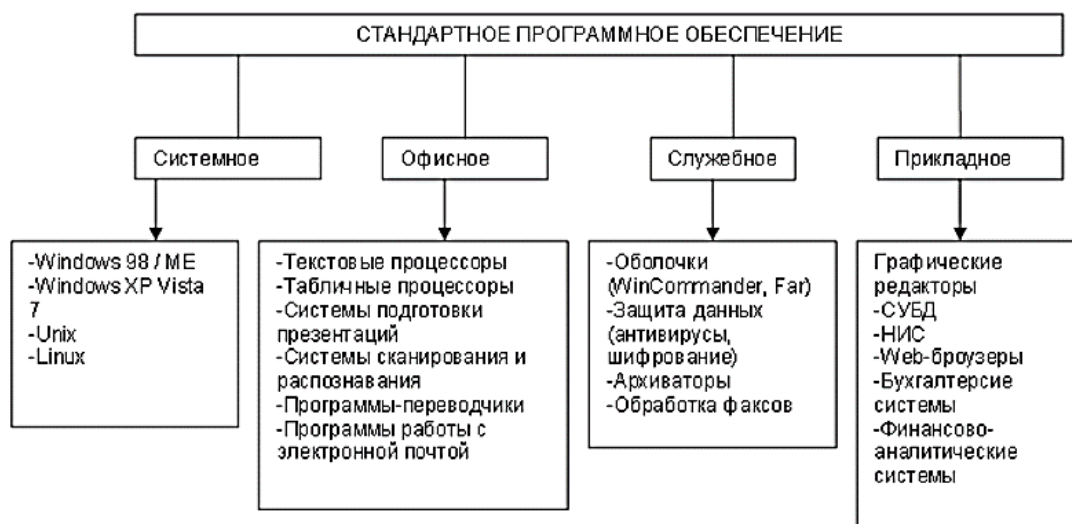 СТАНДАРТНОЕ ПРОГРАММНОЕ ОБЕСПЕЧЕНИЕ
Системное
Офисное
Служебное
Прикладное
-Windows 98 / ME
-Windows XP Vista
7
-Unix
-Linux
-Текстовые процессоры
-Табличные процессоры
-Системы подготовки
презентаций
-Системы сканирования и
распознавания
-Программы-переводчики
-Программы работы с
электронной почтой
-Оболочки
(WinCommander, Far)
-Защита данных
(антивирусы,
шифрование)
-Архиваторы
-Обработка факсов
Графические
редакторы
-СУБД
-НИС
-Web-броузеры
-Бухгалтерсие
системы
-Финансово-
аналитические
системы